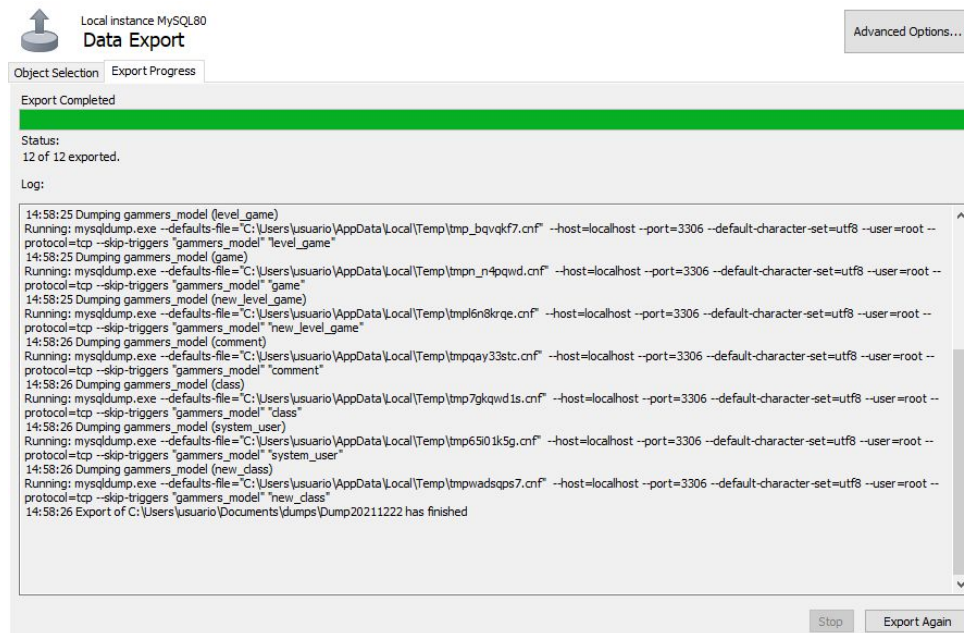 Local instance MySQL80
Data Export
Advanced Options...
Object Selection
Export Progress
Export Completed
Status:
12 of 12 exported.
Log:
14:58:25 Dumping gammers_model (level_game)
Running: mysqldump.exe --defaults-file="C:\Users\usuario\AppData\Local\Temp\tmp_bqvqkf7.cnf"  --host=localhost --port=3306 --default-character-set=utf8 --user=root --
protocol=tcp --skip-triggers "gammers_model" "level_game"
14:58:25 Dumping gammers_model (game)
Running: mysqldump.exe --defaults-file="C:\Users\usuario\AppData\Local\Temp\tmpn_n4pqwd.cnf"  --host=localhost --port=3306 --default-character-set=utf8 --user=root --
protocol=tcp --skip-triggers "gammers_model" "game"
14:58:25 Dumping gammers_model (new_level_game)
Running: mysqldump.exe --defaults-file="C:\Users\usuario\AppData\Local\Temp\tmpl6n8krqe.cnf"  --host=localhost --port=3306 --default-character-set=utf8 --user=root --
protocol=tcp --skip-triggers "gammers_model" "new_level_game"
14:58:26 Dumping gammers_model (comment)
Running: mysqldump.exe --defaults-file="C:\Users\usuario\AppData\Local\Temp\tmpqay33stc.cnf"  --host=localhost --port=3306 --default-character-set=utf8 --user=root --
protocol=tcp --skip-triggers "gammers_model" "comment"
14:58:26 Dumping gammers_model (class)
Running: mysqldump.exe --defaults-file="C:\Users\usuario\AppData\Local\Temp\tmp7gkqwd1s.cnf"  --host=localhost --port=3306 --default-character-set=utf8 --user=root --
protocol=tcp --skip-triggers "gammers_model" "class"
14:58:26 Dumping gammers_model (system_user)
Running: mysqldump.exe --defaults-file="C:\Users\usuario\AppData\Local\Temp\tmp65i01k5g.cnf"  --host=localhost --port=3306 --default-character-set=utf8 --user=root --
protocol=tcp --skip-triggers "gammers_model" "system_user"
14:58:26 Dumping gammers_model (new_class)
Running: mysqldump.exe --defaults-file="C:\Users\usuario\AppData\Local\Temp\tmpwadsqps7.cnf"  --host=localhost --port=3306 --default-character-set=utf8 --user=root --
protocol=tcp --skip-triggers "gammers_model" "new_class"
14:58:26 Export of C:\Users\usuario\Documents\dumps\Dump20211222 has finished
Stop
Export Again